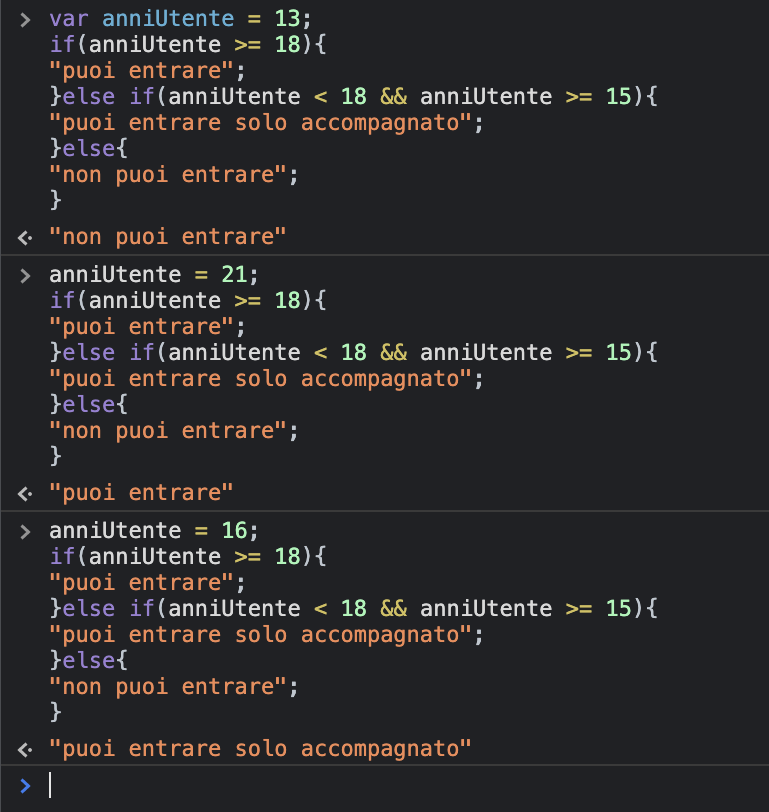 > var anniUtente = 13;
if(anniUtente >= 18){
"puoi entrare";
}else if(anniUtente < 18 && anniUtente >= 15){
"puoi entrare solo accompagnato";
}else{
"non puoi entrare";
}
"non puoi entrare"
> anniUtente = 21;
if(anniUtente >= 18){
"puoi entrare";
}else if(anniUtente < 18 && anniUtente >= 15){
"puoi entrare solo accompagnato";
}else{
"non puoi entrare";
}
"puoi entrare"
> anniUtente = 16;
if(anniUtente >= 18){
"puoi entrare";
}else if(anniUtente < 18 && anniUtente >= 15){
"puoi entrare solo accompagnato";
}else{
"non puoi entrare";
}
"puoi entrare solo accompagnato"
>